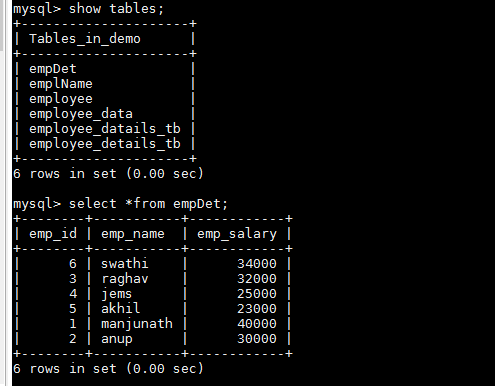 mysql> show tables;
+---------------------+
| Tables_in_demo      |
+---------------------+
| empDet              |
| emplName            |
| employee            |
| employee_data       |
| employee_datails_tb |
| employee_details_tb |
+---------------------+
6 rows in set (0.00 sec)

mysql> select *from empDet;
+--------+-----------+------------+
| emp_id | emp_name  | emp_salary |
+--------+-----------+------------+
|      6 | swathi    |      34000 |
|      3 | raghav    |      32000 |
|      4 | jems      |      25000 |
|      5 | akhil     |      23000 |
|      1 | manjunath |      40000 |
|      2 | anup      |      30000 |
+--------+-----------+------------+
6 rows in set (0.00 sec)